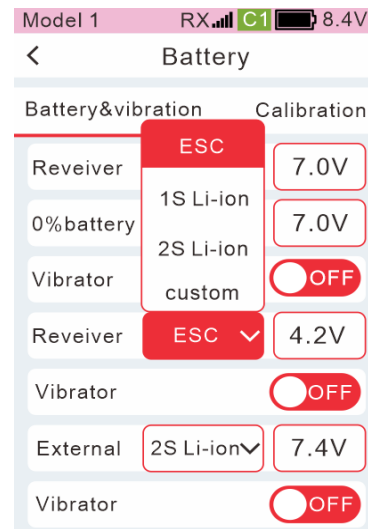 Model 1 RX C1 8.4V
< Battery
Battery&vibration Calibration
ESC
Reveiver 7.0V
1S Li-ion
0%battery 7.0V
2S Li-ion
Vibrator OFF
custom
Reveiver ESC 4.2V
Vibrator OFF
External 2S Li-ion 7.4V
Vibrator OFF